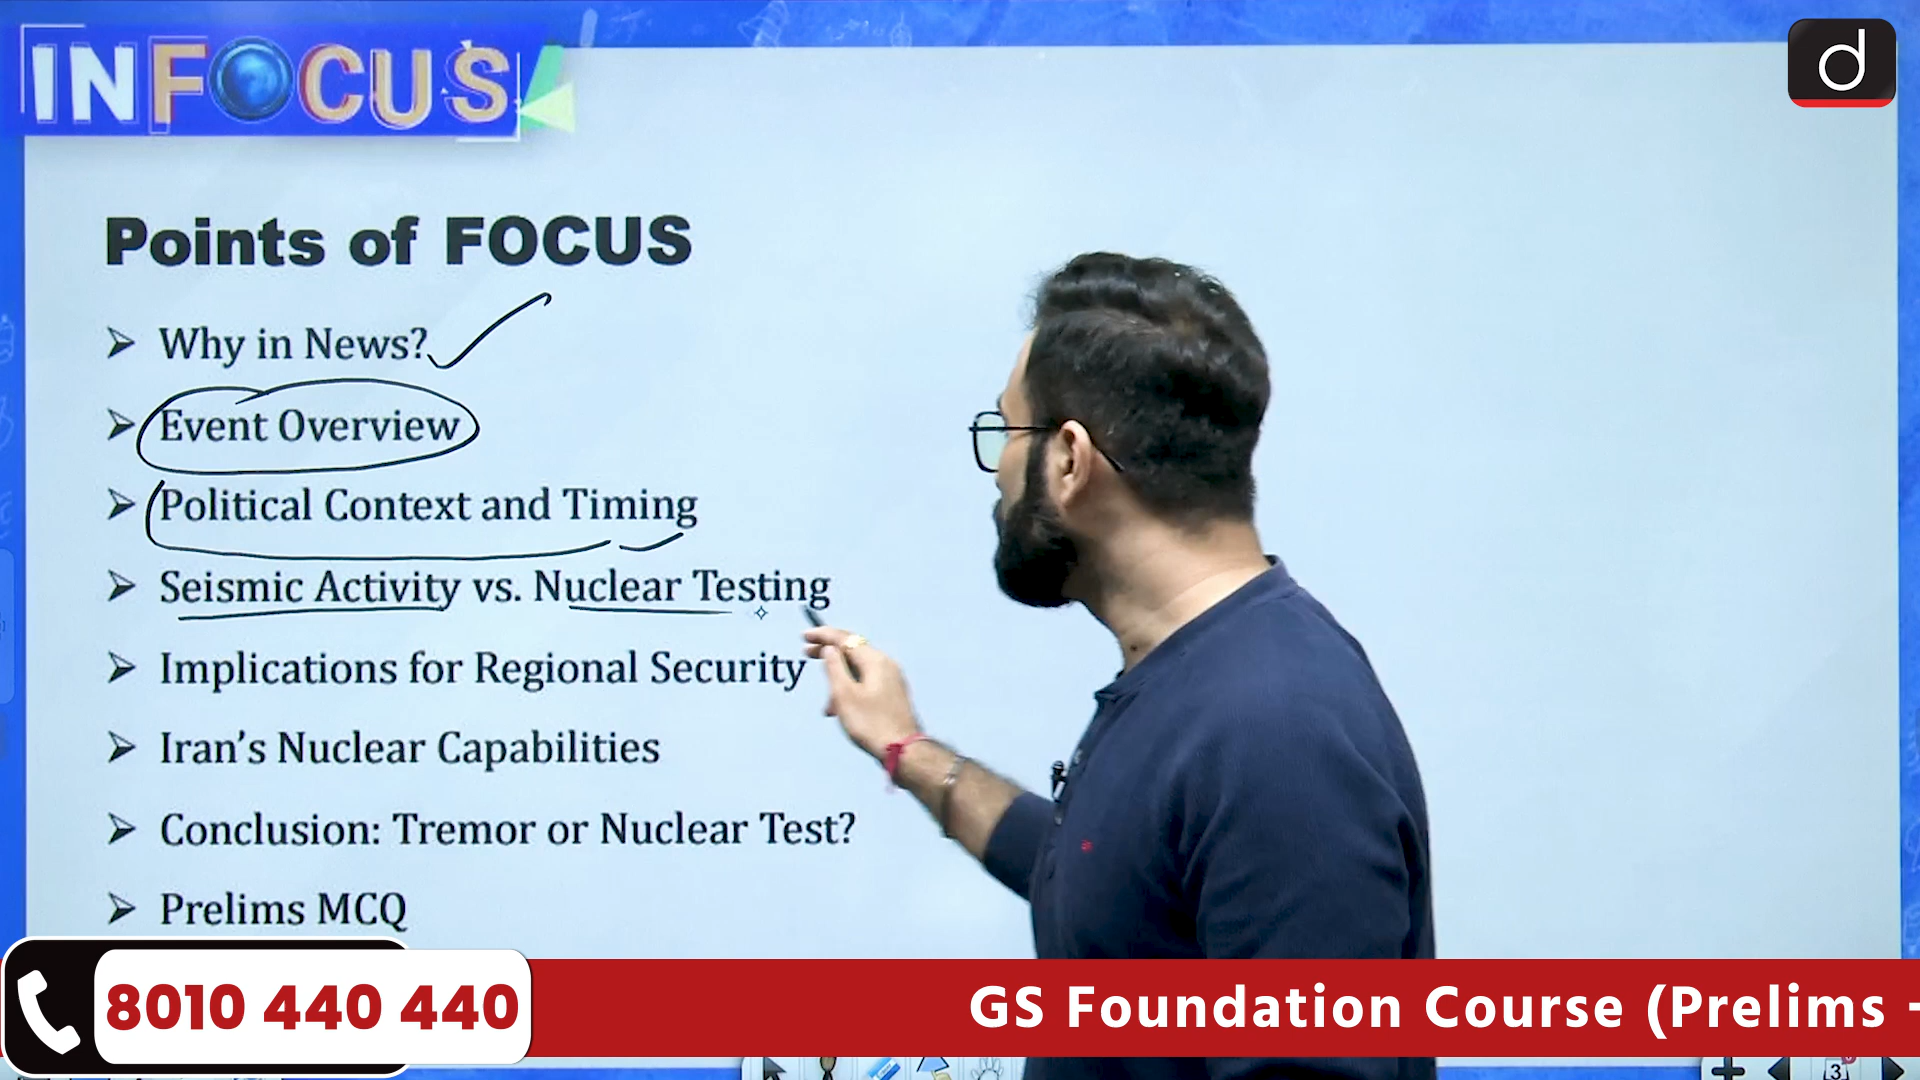 INFOCUS
d
Points of FOCUS
Why in News?
Event Overview
Political Context and Timing
Seismic Activity vs. Nuclear Testing
Implications for Regional Security
Iran's Nuclear Capabilities
Conclusion: Tremor or Nuclear Test?
Prelims MCQ
8010 440 440
GS Foundation Course (Prelims
3